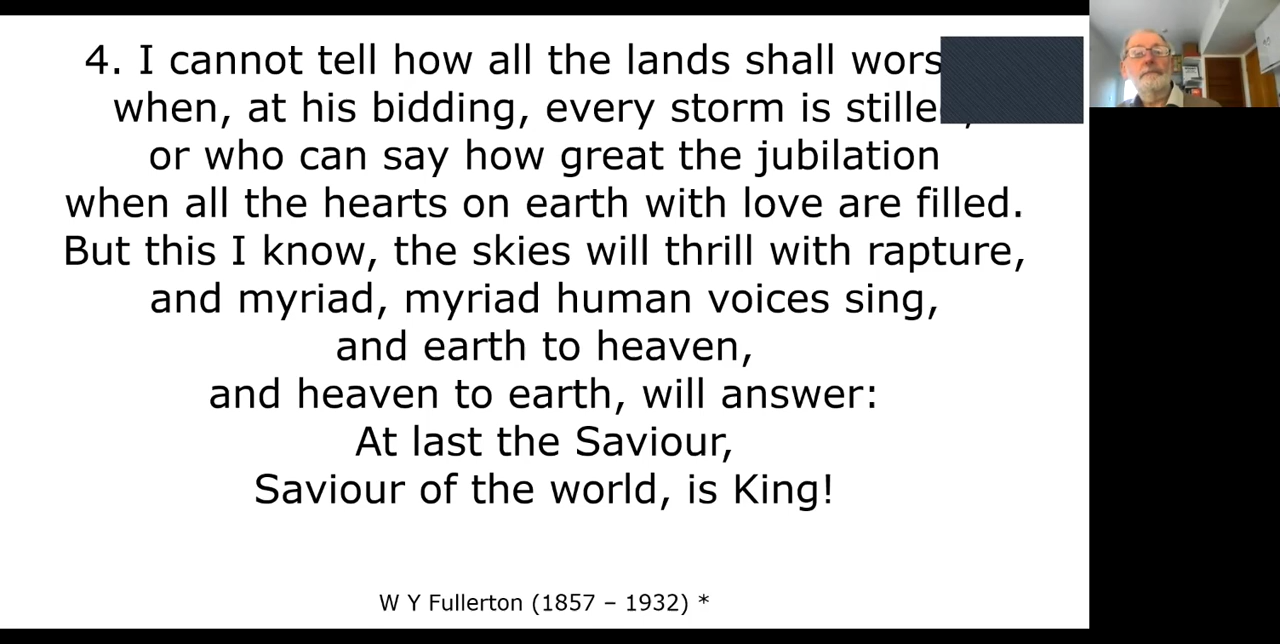 4. I cannot tell how all the lands shall
when, at his bidding, every storm is
or who can say how great the jubilation
when all the hearts on earth with love are filled.
But this I know, the skies will thrill with rapture,
and myriad, myriad human voices sing,
and earth to heaven,
and heaven to earth, will answer:
At last the Saviour,
Saviour of the world, is King!
W Y Fullerton (1857 – 1932) *